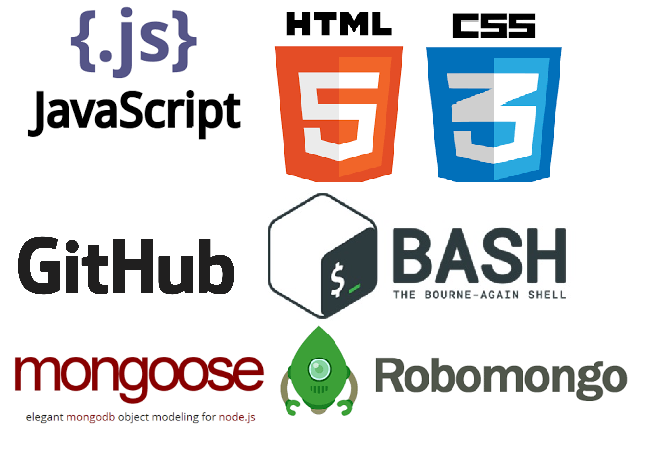 {.js}
JavaScript
HTML
5
CSS
3
GitHub
$_
BASH
THE BOURNE-AGAIN SHELL
mongoose
elegant mongodb object modeling for node.js
Robomongo